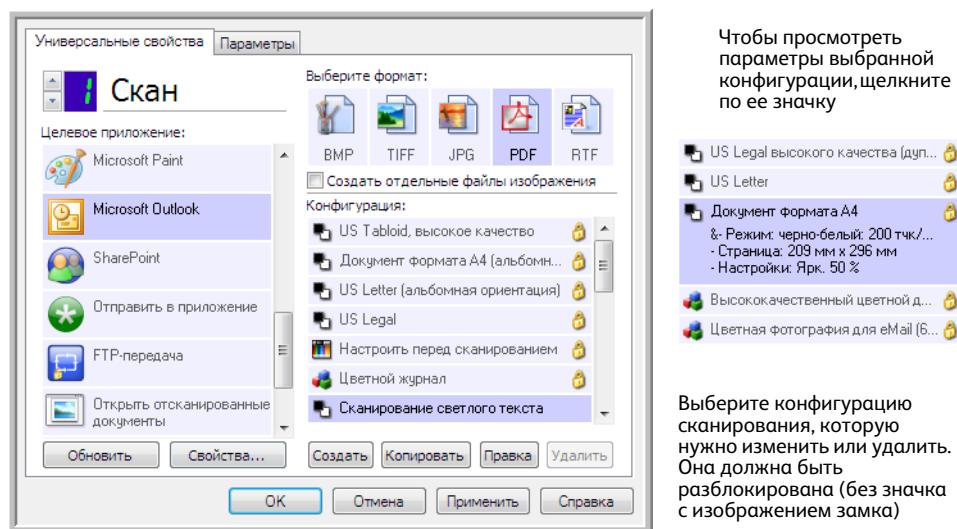 Универсальные свойства
Параметры
1
Скан
Целевое приложение:
Microsoft Paint
Microsoft Outlook
SharePoint
Отправить в приложение
FTP-передача
Открыть отсканированные
документы
Обновить
Свойства...
Выберите формат:
BMP
TIFF
JPG
PDF
RTF
Создать отдельные файлы изображения
Конфигурация:
US Tabloid, высокое качество
Документ формата A4 (альбомн...
US Letter (альбомная ориентация)
US Legal
Настроить перед сканированием
Цветной журнал
Сканирование светлого текста
Создать
Копировать
Правка
Удалить
OK
Отмена
Применить
Справка
Чтобы просмотреть
параметры выбранной
конфигурации, щелкните
по ее значку
US Legal высокого качества (дуп...
US Letter
Документ формата A4
&- Режим: черно-белый: 200 тчк/...
- Страница: 209 мм x 296 мм
- Настройки: Ярк. 50 %
Высококачественный цветной д...
Цветная фотография для eMail (6...
Выберите конфигурацию
сканирования, которую
нужно изменить или удалить.
Она должна быть
разблокирована (без значка
с изображением замка)